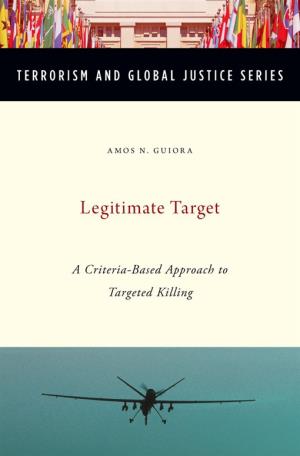 TERRORISM AND GLOBAL JUSTICE SERIES
AMOS N. GUIORA
Legitimate Target
A Criteria-Based Approach to
Targeted Killing